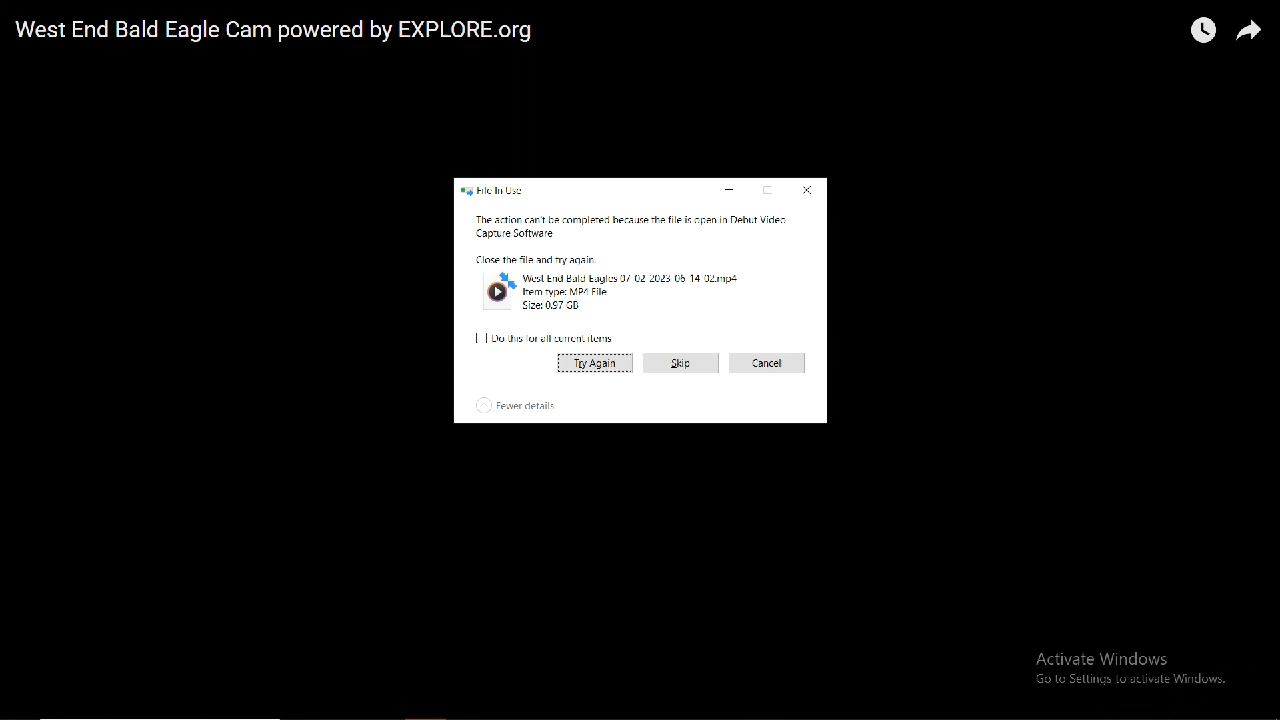 West End Bald Eagle Cam powered by EXPLORE.org
File In Use
The action can't be completed because the file is open in Debut Video
Capture Software
Close the file and try again.
West End Bald Eagles 07-02-2023-06-14-02.mp4
Item type: MP4 File
Size: 0.97 GB
Do this for all current items
Try Again
Skip
Cancel
Fewer details
Activate Windows
Go to Settings to activate Windows.